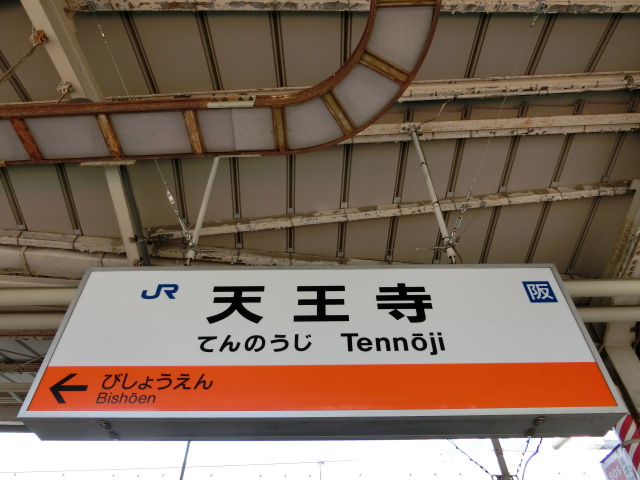 JR 天王寺 阪
てんのうじ Tennōji
びしょうえん
Bishōen